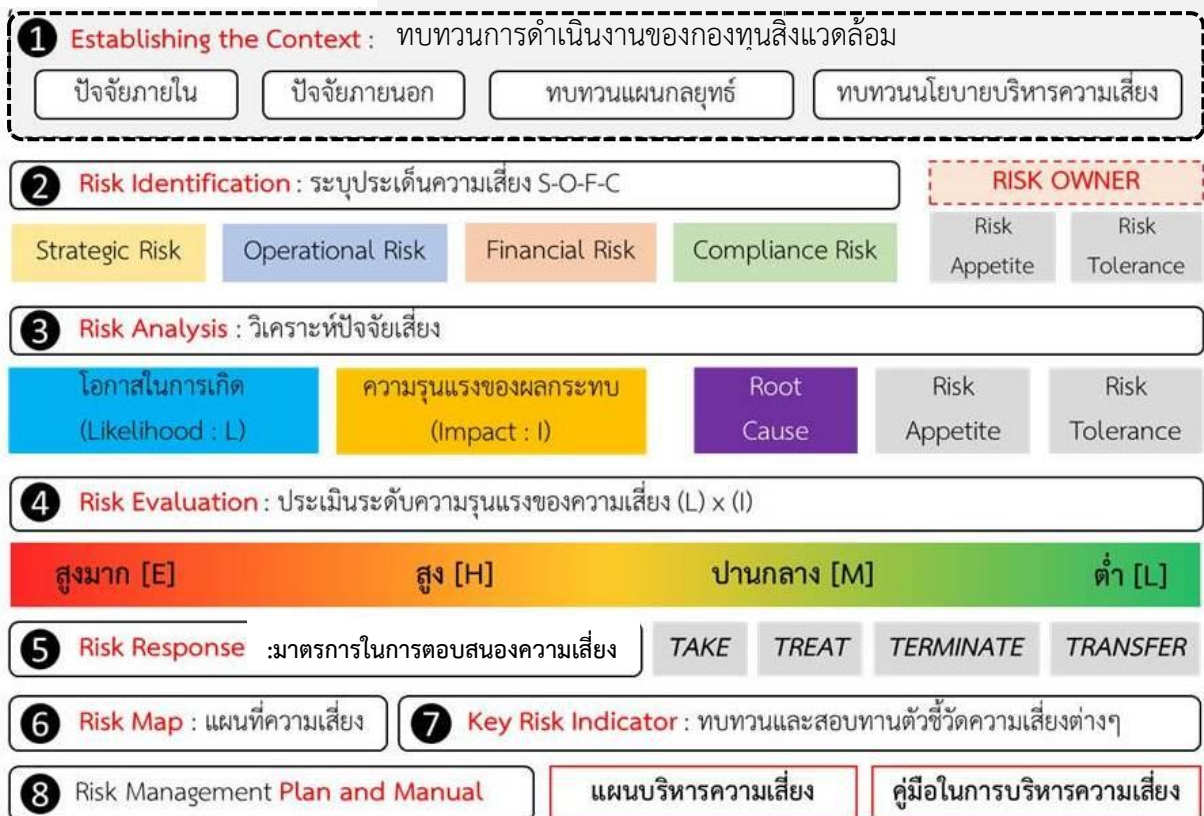 1 Establishing the Context : ทบทวนการดำเนินงานของกองทุนสิ่งแวดล้อม
ปัจจัยภายใน ปัจจัยภายนอก ทบทวนแผนกลยุทธ์ ทบทวนนโยบายบริหารความเสี่ยง
2 Risk Identification : ระบุประเด็นความเสี่ยง S-O-F-C
RISK OWNER
Strategic Risk Operational Risk Financial Risk Compliance Risk
Risk Appetite
Risk Tolerance
3 Risk Analysis : วิเคราะห์ปัจจัยเสี่ยง
โอกาสในการเกิด
(Likelihood : L)
ความรุนแรงของผลกระทบ
(Impact : I)
Root
Cause
Risk
Appetite
Risk
Tolerance
4 Risk Evaluation : ประเมินระดับความรุนแรงของความเสี่ยง (L) x (I)
สูงมาก [E] สูง [H] ปานกลาง [M] ต่ำ [L]
5 Risk Response :มาตรการในการตอบสนองความเสี่ยง TAKE TREAT TERMINATE TRANSFER
6 Risk Map : แผนที่ความเสี่ยง
7 Key Risk Indicator : ทบทวนและสอบทานตัวชี้วัดความเสี่ยงต่างๆ
8 Risk Management Plan and Manual แผนบริหารความเสี่ยง คู่มือในการบริหารความเสี่ยง